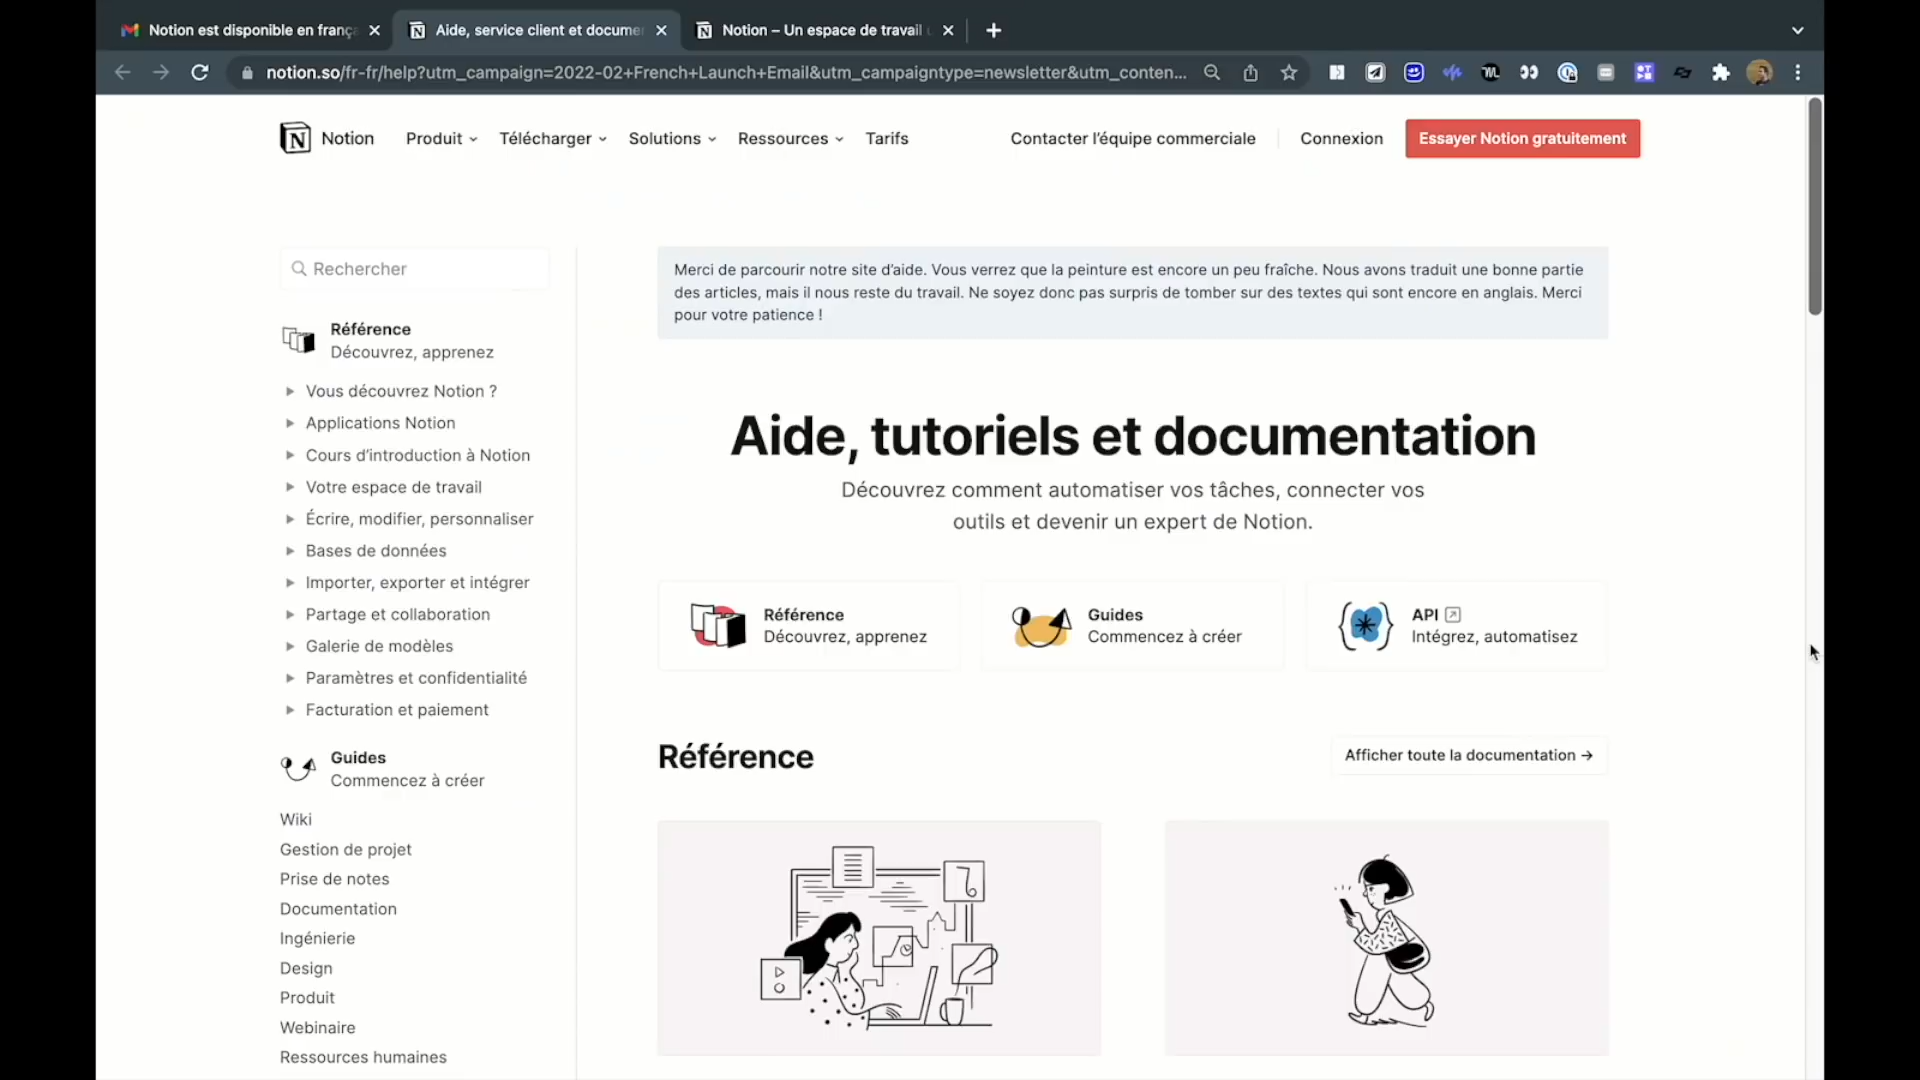 Notion est disponible en frança
Aide, service client et docume
Notion – Un espace de travail
notion.so/fr-fr/help?utm_campaign=2022-02+French+Launch+Email&utm_campaigntype=newsletter&utm_conten...
Notion
Produit
Télécharger
Solutions
Ressources
Tarifs
Contacter l’équipe commerciale
Connexion
Essayer Notion gratuitement
Rechercher
Référence
Découvrez, apprenez
Vous découvrez Notion ?
Applications Notion
Cours d’introduction à Notion
Votre espace de travail
Écrire, modifier, personnaliser
Bases de données
Importer, exporter et intégrer
Partage et collaboration
Galerie de modèles
Paramètres et confidentialité
Facturation et paiement
Guides
Commencez à créer
Wiki
Gestion de projet
Prise de notes
Documentation
Ingénierie
Design
Produit
Webinaire
Ressources humaines
Merci de parcourir notre site d’aide. Vous verrez que la peinture est encore un peu fraîche. Nous avons traduit une bonne partie
des articles, mais il nous reste du travail. Ne soyez donc pas surpris de tomber sur des textes qui sont encore en anglais. Merci
pour votre patience !
Aide, tutoriels et documentation
Découvrez comment automatiser vos tâches, connecter vos
outils et devenir un expert de Notion.
Référence
Découvrez, apprenez
Guides
Commencez à créer
API
Intégrez, automatisez
Référence
Afficher toute la documentation →